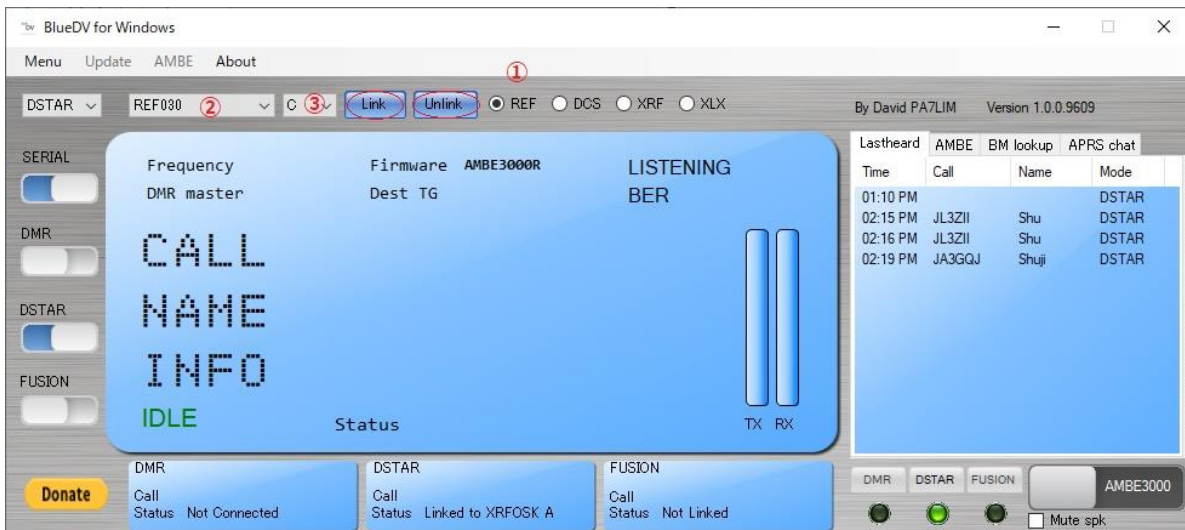 BlueDV for Windows
Menu Update AMBE About
①
DSTAR REF030 ② C ③ Link Unlink REF DCS XRF XLX
By David PA7LIM Version 1.0.0.9609
SERIAL
DMR
DSTAR
FUSION
Frequency Firmware AMBE3000R LISTENING
DMR master Dest TG BER
CALL
NAME
INFO
IDLE Status TX RX
Lastheard AMBE BM lookup APRS chat
Time Call Name Mode
01:10 PM DSTAR
02:15 PM JL3ZII Shu DSTAR
02:16 PM JL3ZII Shu DSTAR
02:19 PM JA3GQJ Shuji DSTAR
Donate
DMR
Call
Status Not Connected
DSTAR
Call
Status Linked to XRFOSK A
FUSION
Call
Status Not Linked
DMR DSTAR FUSION
AMBE3000
Mute spk